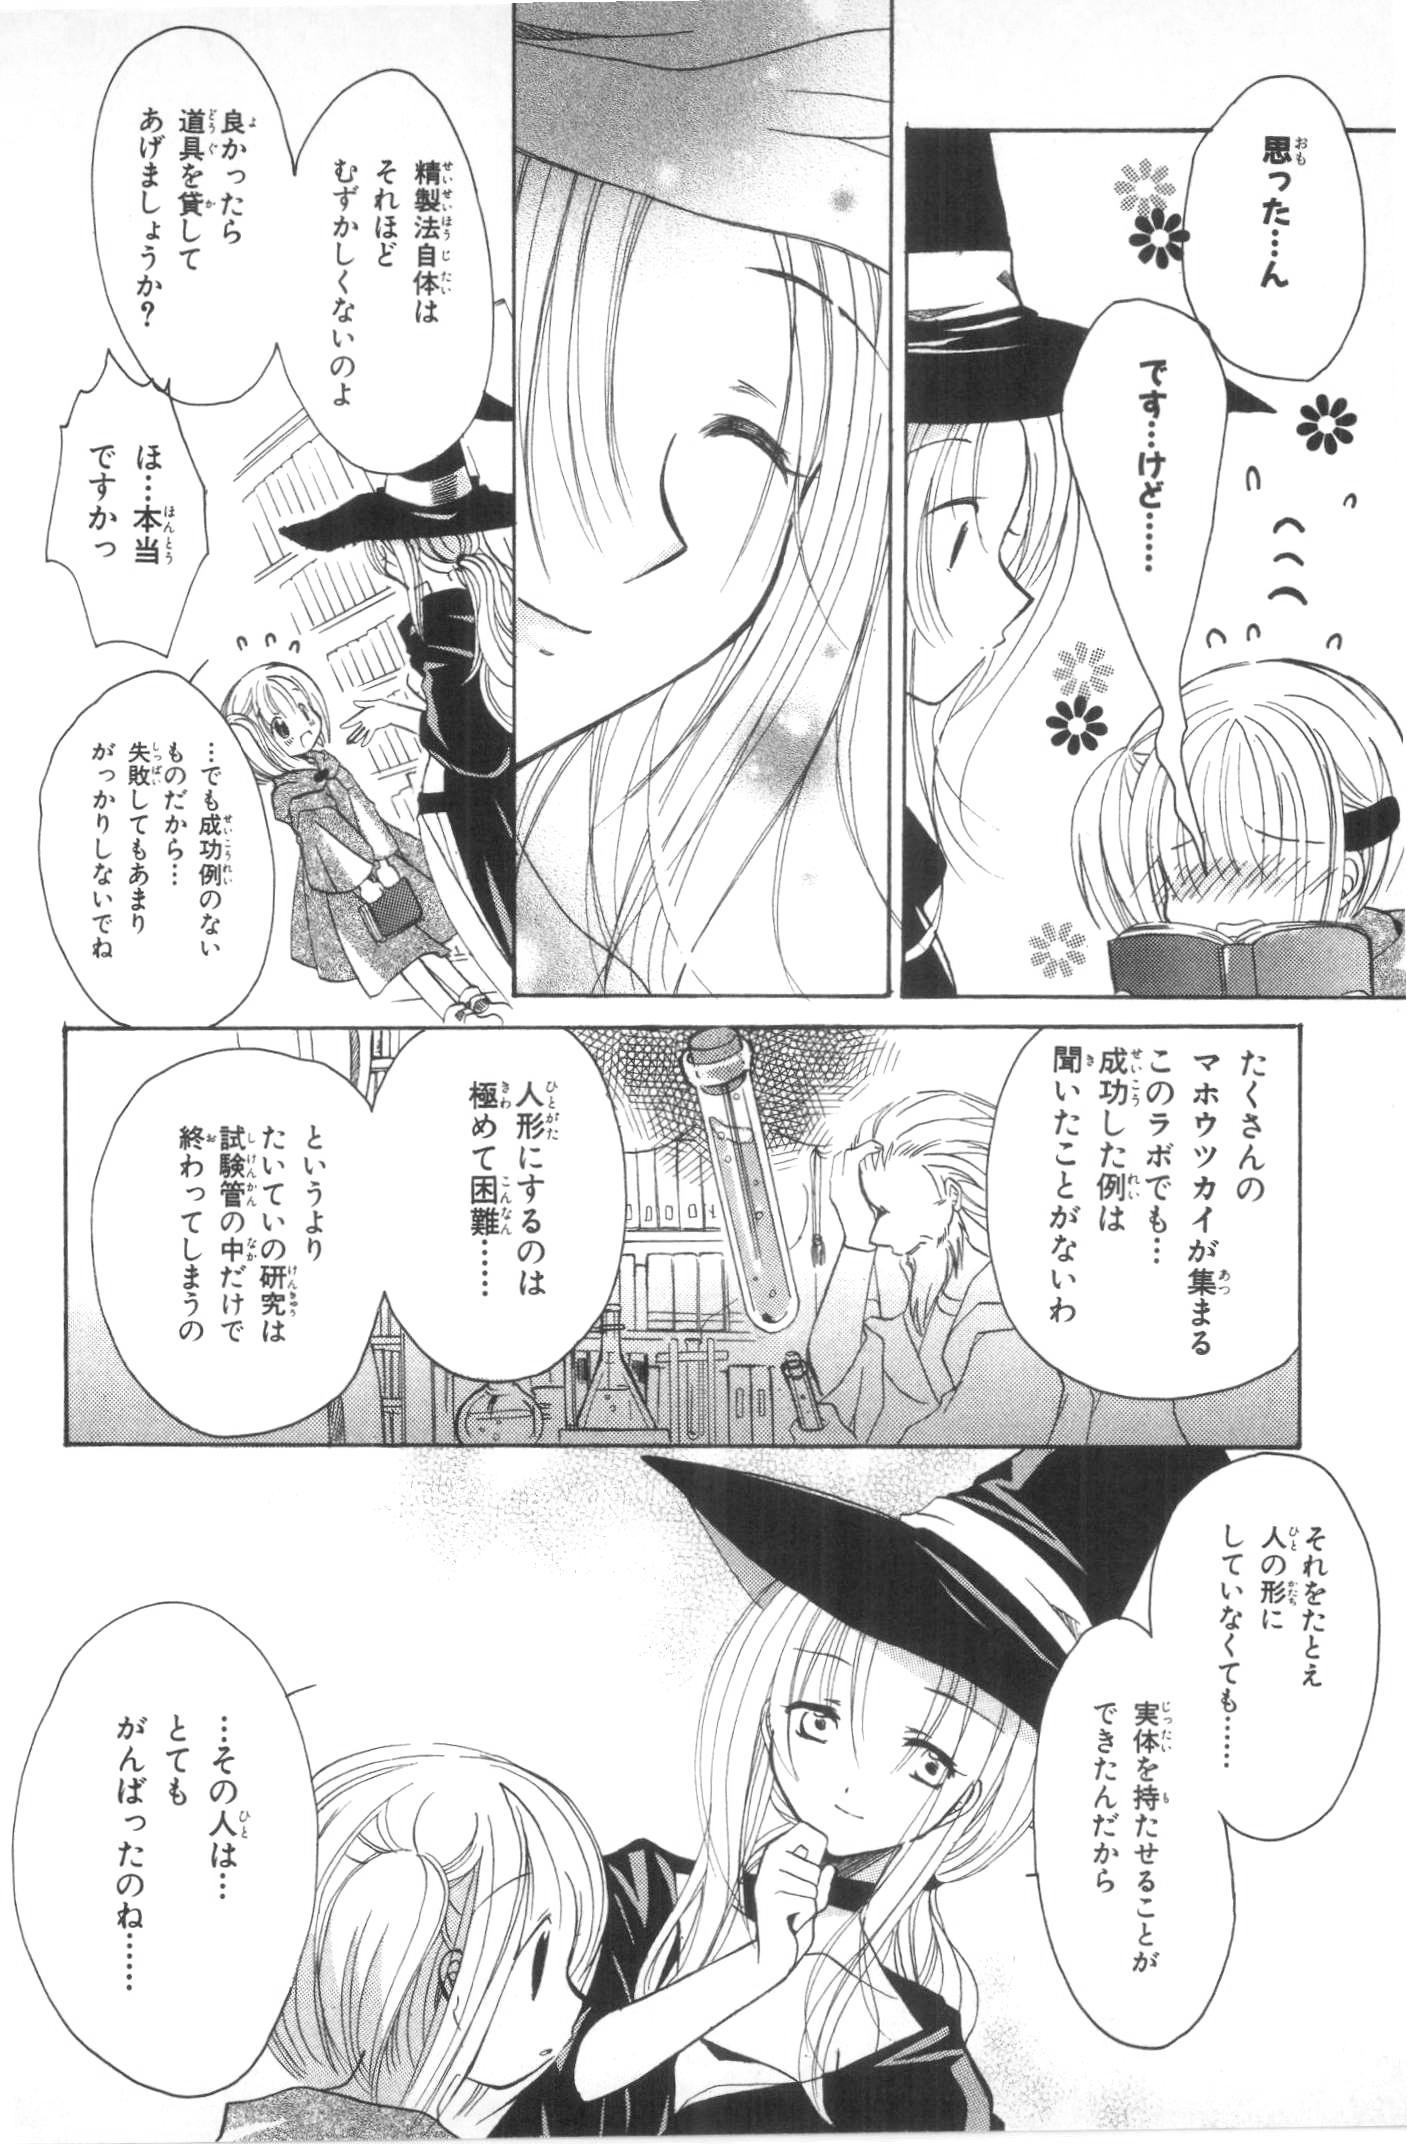 思った…ん
です…けど……
精製法自体は
それほど
むずかしくないのよ
良かったら
道具を貸して
あげましょうか？
ほ…本当
ですかっ
…でも成功例のない
ものだから…
失敗してもあまり
がっかりしないでね
たくさんの
マホウツカイが集まる
このラボでも…
成功した例は
聞いたことがないわ
人形にするのは
極めて困難………
というより
たいていの研究は
試験管の中だけで
終わってしまうの
それをたとえ
人の形に
していなくても……
実体を持たせることが
できたんだから
…その人は…
とても
がんばったのね……